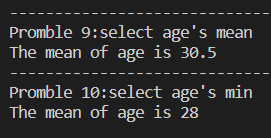 ----------------------------
Promble 9:select age's mean
The mean of age is 30.5
----------------------------
Promble 10:select age's min
The mean of age is 28